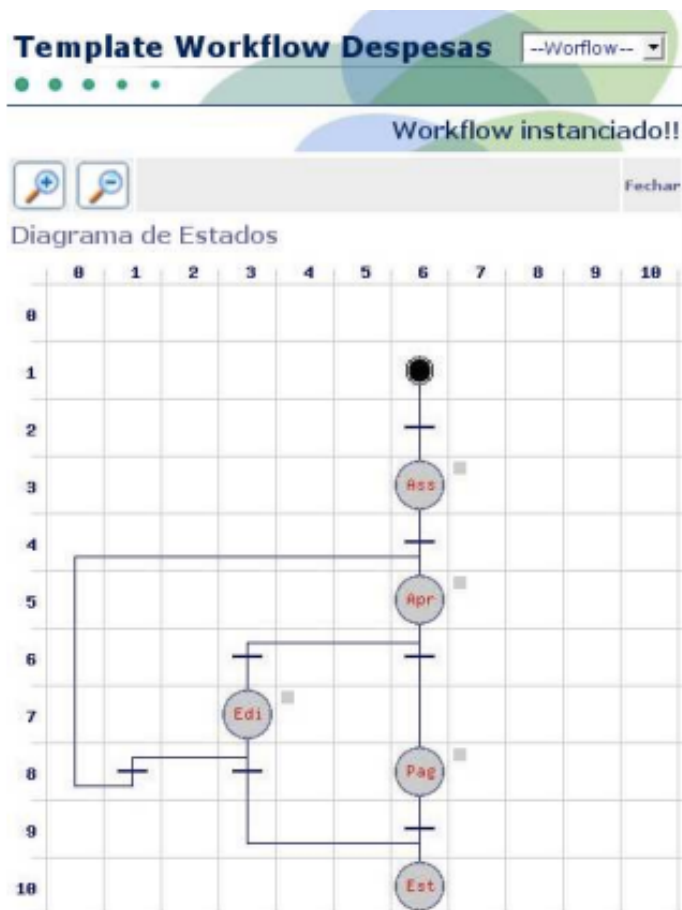 Template Workflow Despesas --Worflow--
Workflow instanciado!!
Fechar
Diagrama de Estados
0 1 2 3 4 5 6 7 8 9 10
0
1
2
3 Ass
4
5 Apr
6
7 Edi
8 Pag
9
10 Est